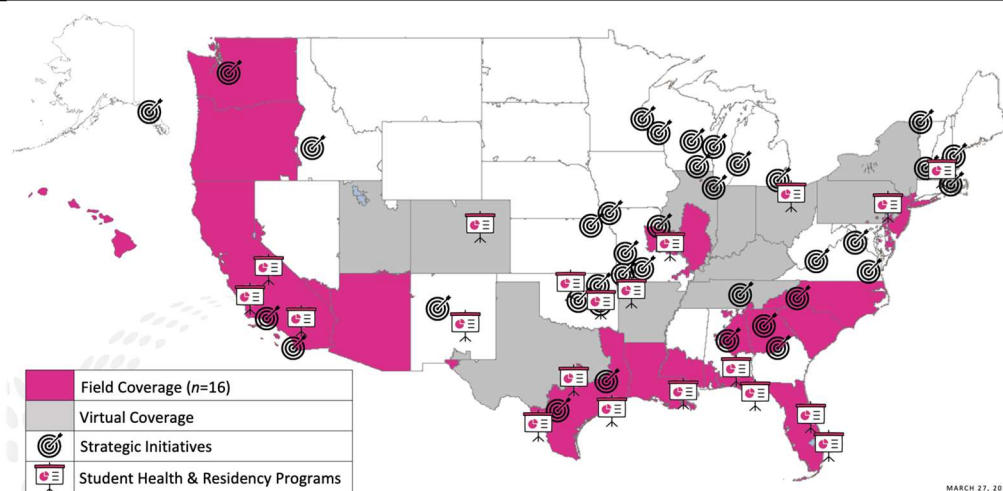 Field Coverage (n=16)
Virtual Coverage
Strategic Initiatives
Student Health & Residency Programs
MARCH 27, 20